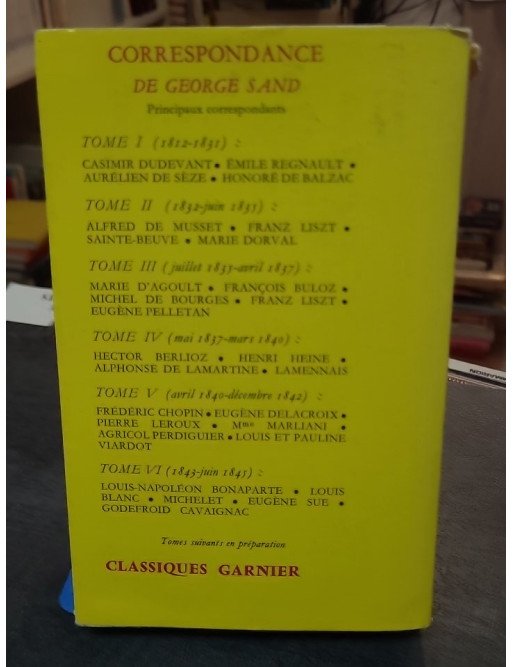 CORRESPONDANCE
DE GEORGE SAND
Principaux correspondants
TOME I (1812-1831) :
CASIMIR DUDEVANT • ÉMILE REGNAULT •
AURÉLIEN DE SÈZE • HONORÉ DE BALZAC
TOME II (1832-juin 1835) :
ALFRED DE MUSSET • FRANZ LISZT •
SAINTE-BEUVE • MARIE DORVAL
TOME III (juillet 1835-avril 1837) :
MARIE D'AGOULT • FRANÇOIS BULOZ •
MICHEL DE BOURGES • FRANZ LISZT •
EUGÈNE PELLETAN
TOME IV (mai 1837-mars 1840) :
HECTOR BERLIOZ • HENRI HEINE •
ALPHONSE DE LAMARTINE • LAMENNAIS
TOME V (avril 1840-décembre 1842) :
FRÉDÉRIC CHOPIN • EUGÈNE DELACROIX •
PIERRE LEROUX • Mme MARLIANI •
AGRICOL PERDIGUIER • LOUIS ET PAULINE
VIARDOT
TOME VI (1843-juin 1845) :
LOUIS-NAPOLÉON BONAPARTE • LOUIS
BLANC • MICHELET • EUGÈNE SUE •
GODEFROID CAVAIGNAC
Tomes suivants en préparation
CLASSIQUES GARNIER